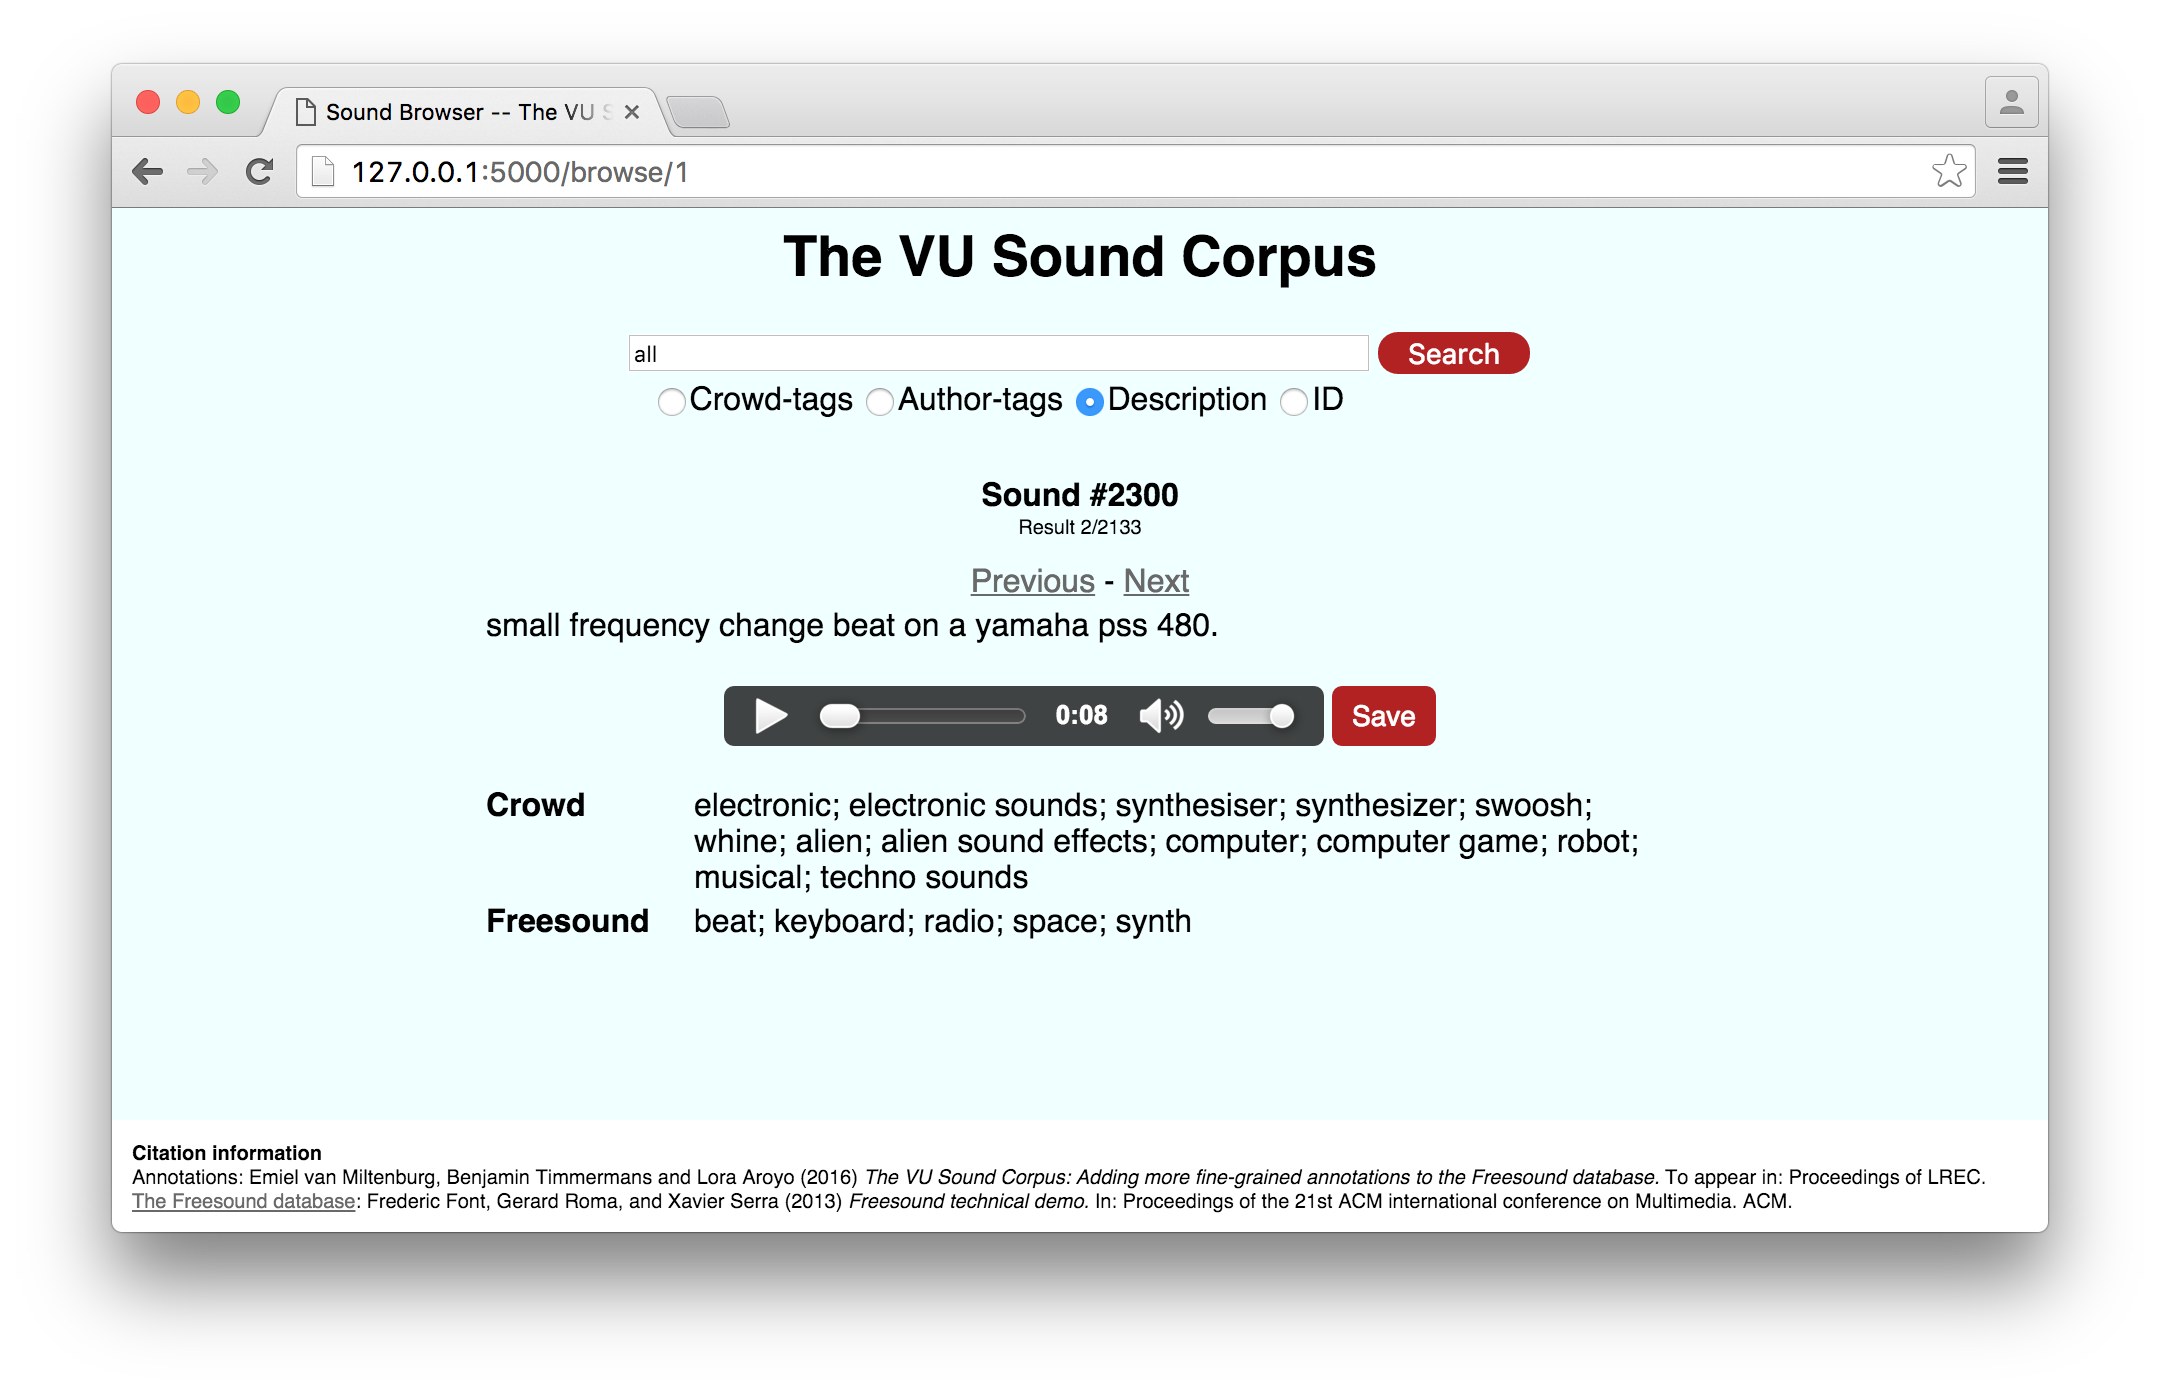 Sound Browser -- The VU S
127.0.0.1:5000/browse/1
The VU Sound Corpus
all
Search
Crowd-tags Author-tags Description ID
Sound #2300
Result 2/2133
Previous - Next
small frequency change beat on a yamaha pss 480.
0:08
Save
Crowd electronic; electronic sounds; synthesiser; synthesizer; swoosh;
whine; alien; alien sound effects; computer; computer game; robot;
musical; techno sounds
Freesound beat; keyboard; radio; space; synth
Citation information
Annotations: Emiel van Miltenburg, Benjamin Timmermans and Lora Aroyo (2016) The VU Sound Corpus: Adding more fine-grained annotations to the Freesound database. To appear in: Proceedings of LREC.
The Freesound database: Frederic Font, Gerard Roma, and Xavier Serra (2013) Freesound technical demo. In: Proceedings of the 21st ACM international conference on Multimedia. ACM.